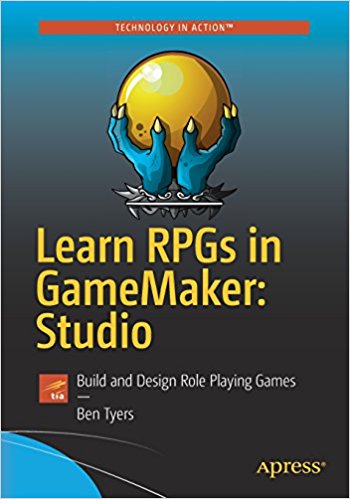 TECHNOLOGY IN ACTION™
Learn RPGs in
GameMaker:
Studio
tia
Build and Design Role Playing Games
—
Ben Tyers
Apress®